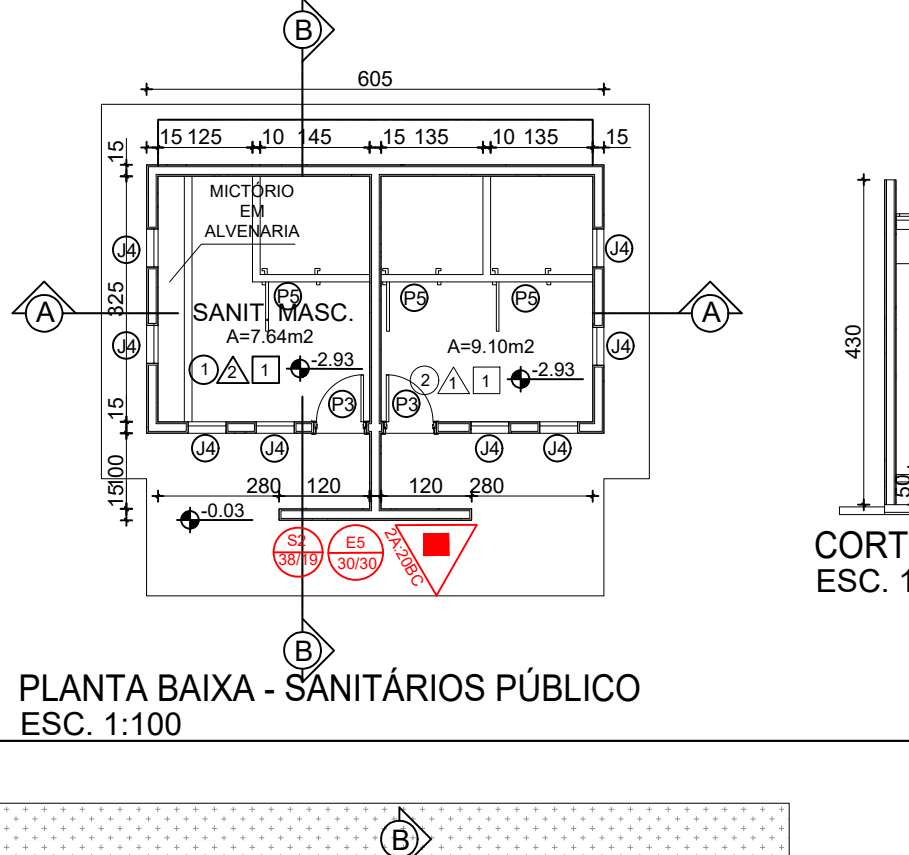 B
605
15 125 10 145 15 135 10 135 15
15
MICTÓRIO
EM
ALVENARIA
J4 J4
325
P5 P5 P5
A A
SANIT. MASC.
A=7.64m2 A=9.10m2
J4 J4
1 2 1 -2.93 2 1 1 -2.93
15
P3 P3
J4 J4 J4 J4
100
280 120 120 280
15
-0.03
S2
38/19
E5
30/30
2A:20BC
B
PLANTA BAIXA - SANITÁRIOS PÚBLICO
ESC. 1:100
430
50
CORT
ESC. 1
B